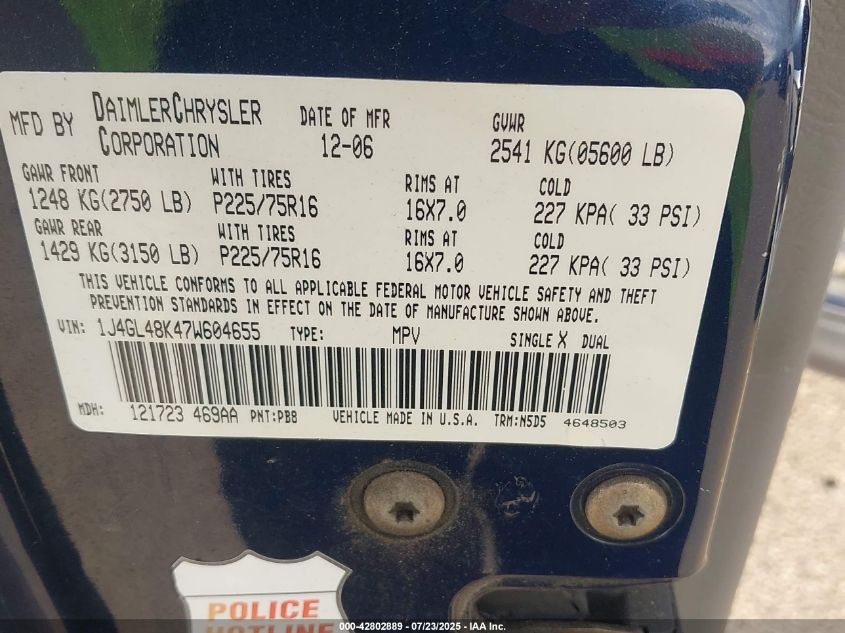 MFD BY DAIMLERCHRYSLER CORPORATION DATE OF MFR 12-06 GVWR 2541 KG(05600 LB)
GAWR FRONT WITH TIRES RIMS AT COLD
1248 KG(2750 LB) P225/75R16 16X7.0 227 KPA( 33 PSI)
GAWR REAR WITH TIRES RIMS AT COLD
1429 KG(3150 LB) P225/75R16 16X7.0 227 KPA( 33 PSI)
THIS VEHICLE CONFORMS TO ALL APPLICABLE FEDERAL MOTOR VEHICLE SAFETY AND THEFT
PREVENTION STANDARDS IN EFFECT ON THE DATE OF MANUFACTURE SHOWN ABOVE.
VIN: 1J4GL48K47W604655 TYPE: MPV SINGLE X DUAL
MDH: 121723 469AA PNT:PB8 VEHICLE MADE IN U.S.A. TRM:N5D5 4648503
POLICE
HOTLINE
000-42802889 - 07/23/2025 - IAA Inc.